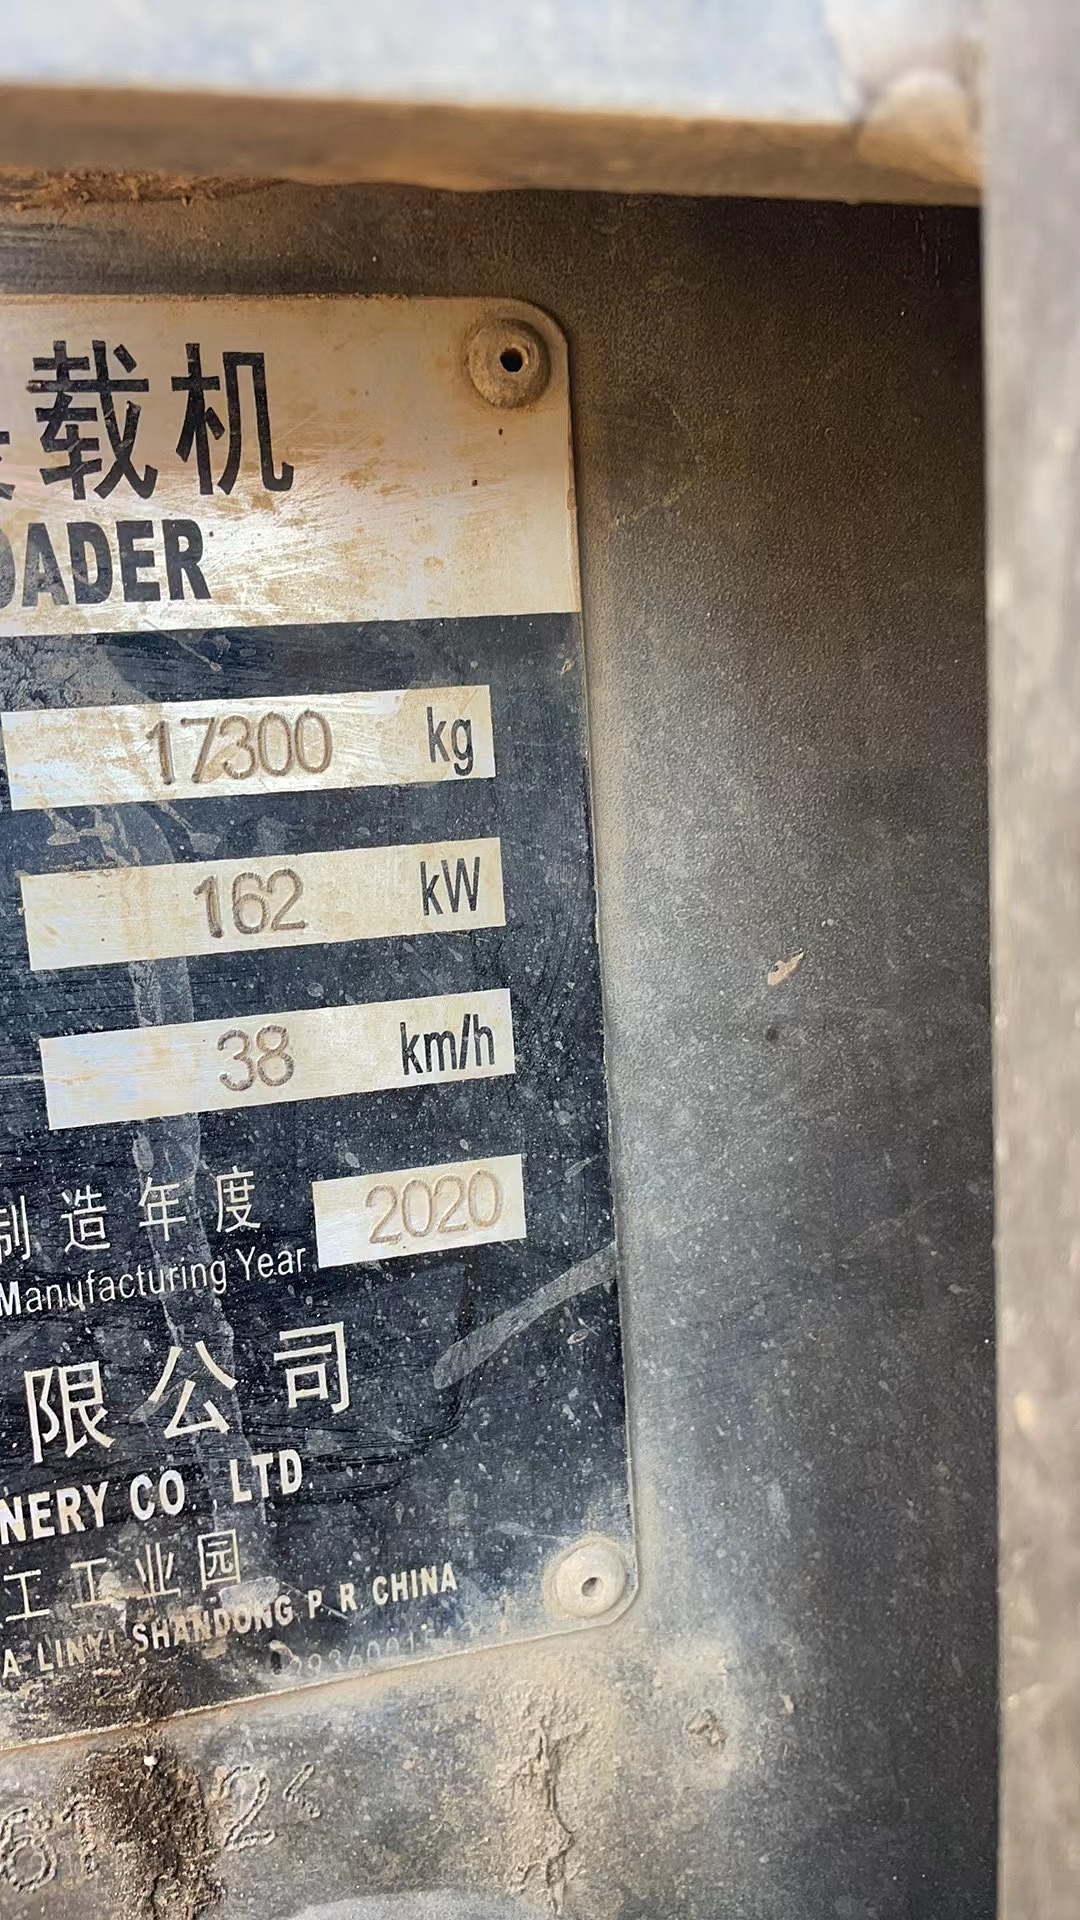 载机
OADER
17300 kg
162 kW
38 km/h
制造年度 2020
Manufacturing Year
限公司
NERY CO., LTD
工工业园
A-LINYI SHANDONG P. R. CHINA